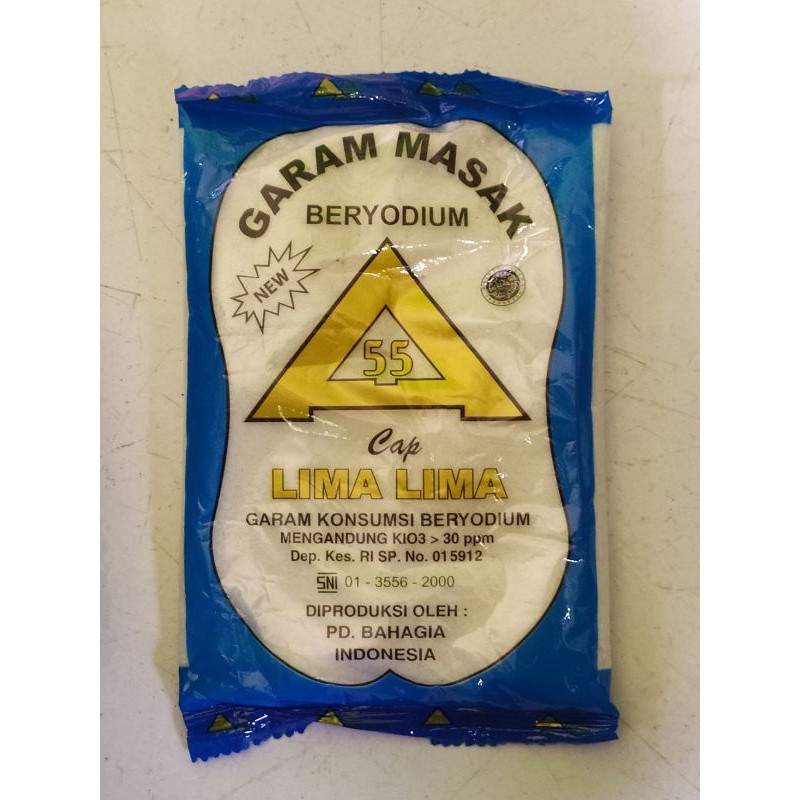 GARAM MASAK
BERYODIUM
NEW
55
Cap
LIMA LIMA
GARAM KONSUMSI BERYODIUM
MENGANDUNG KIO3 > 30 ppm
Dep. Kes. RI SP. No. 015912
SNI 01 - 3556 - 2000
DIPRODUKSI OLEH :
PD. BAHAGIA
INDONESIA